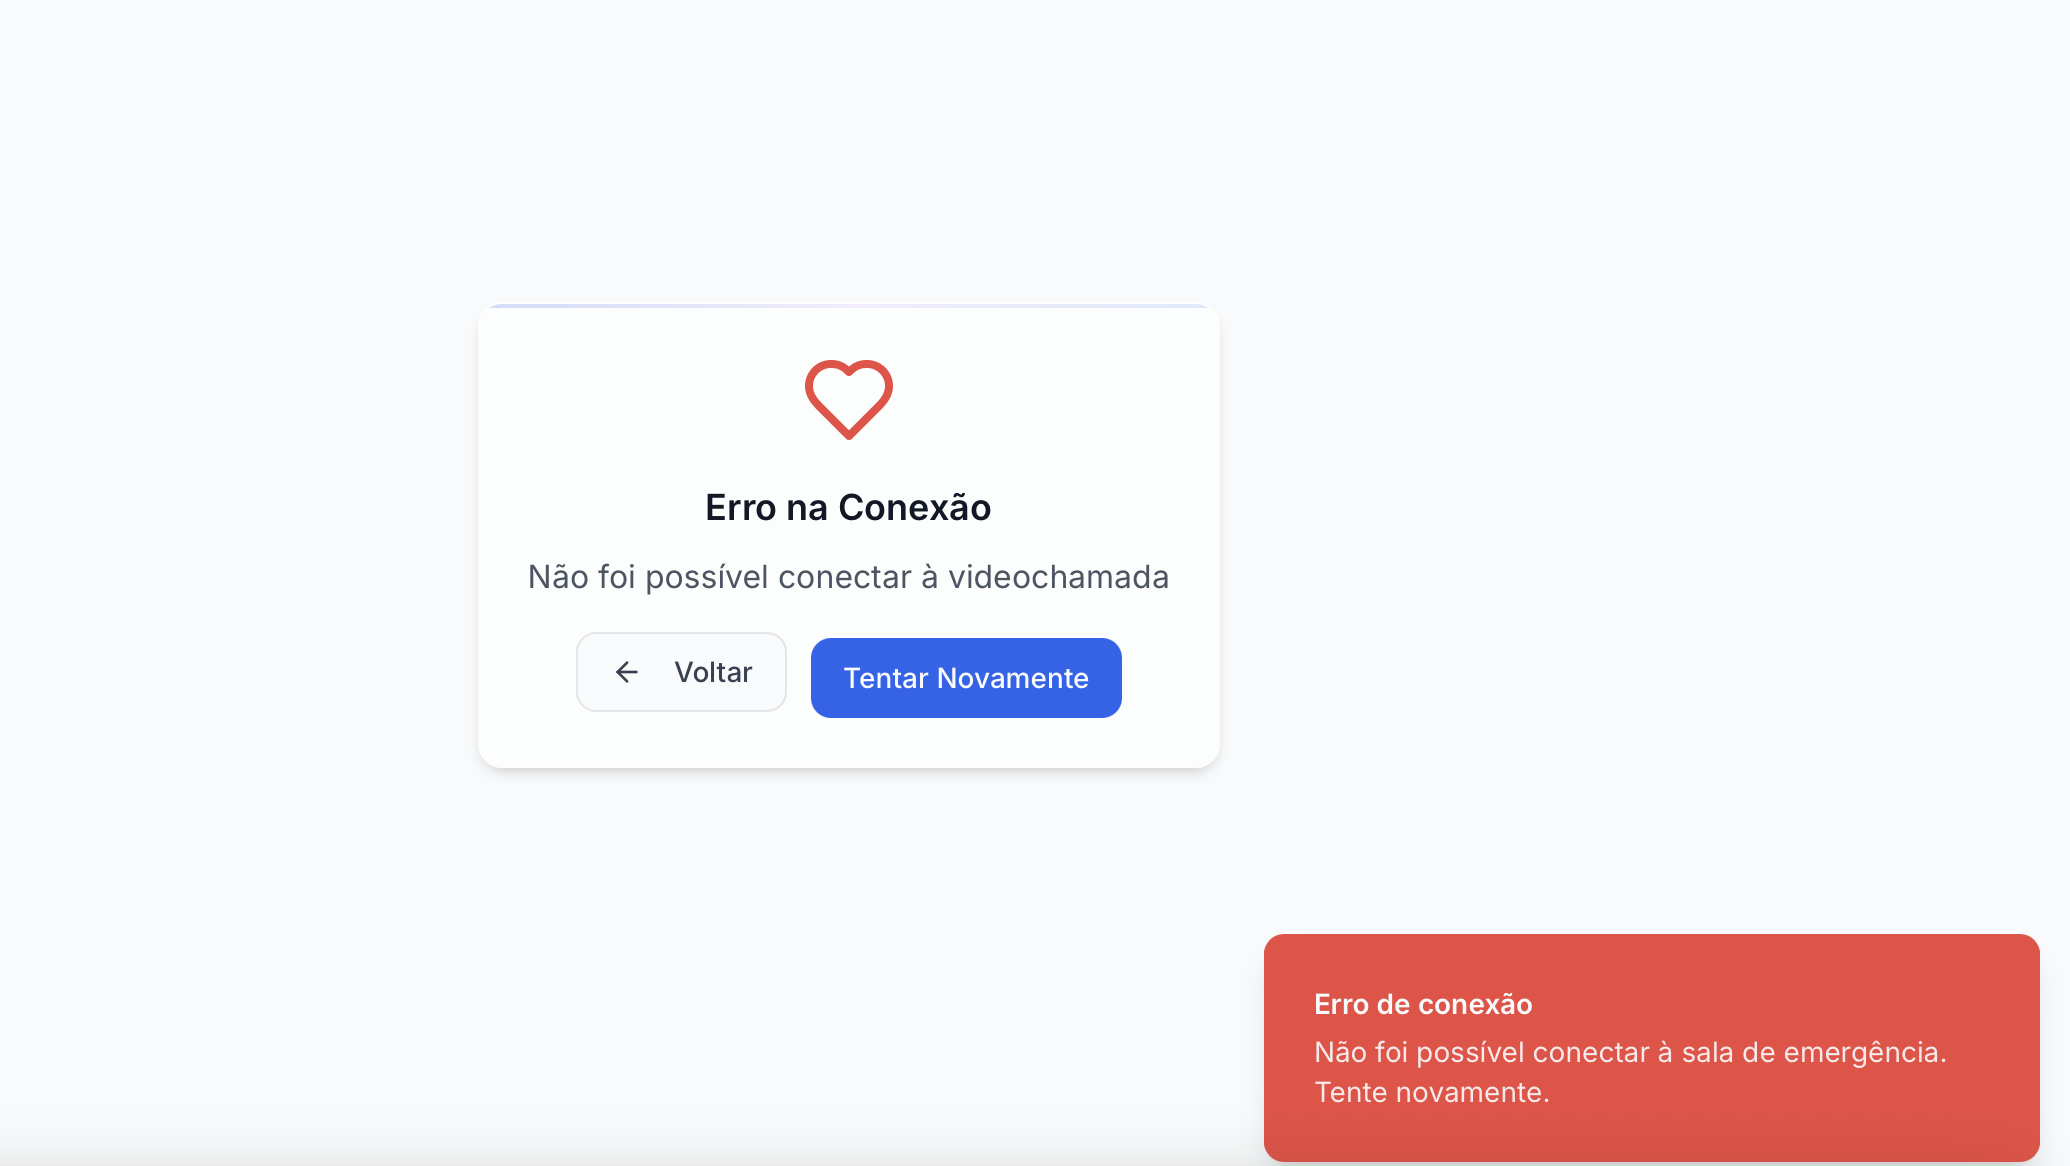 Erro na Conexão
Não foi possível conectar à videochamada
Voltar
Tentar Novamente
Erro de conexão
Não foi possível conectar à sala de emergência.
Tente novamente.